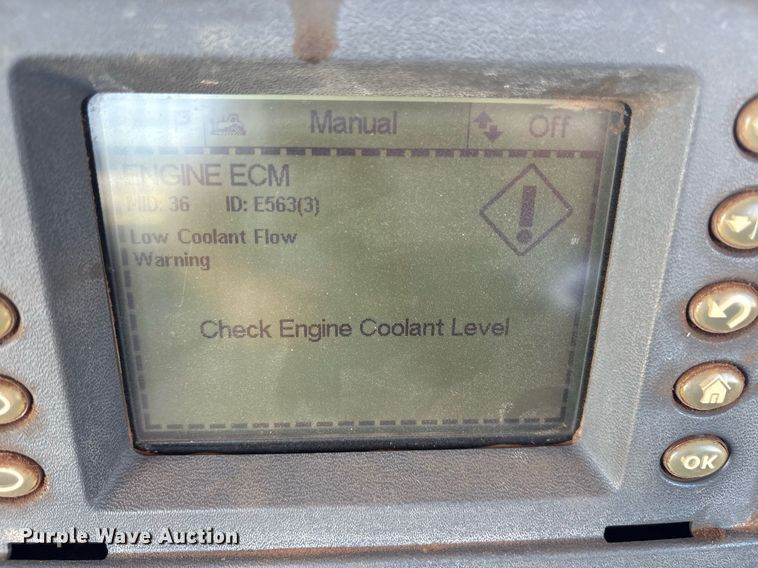 Manual Off
ENGINE ECM
MID: 36 ID: E563(3)
Low Coolant Flow
Warning
Check Engine Coolant Level
OK
Purple Wave Auction